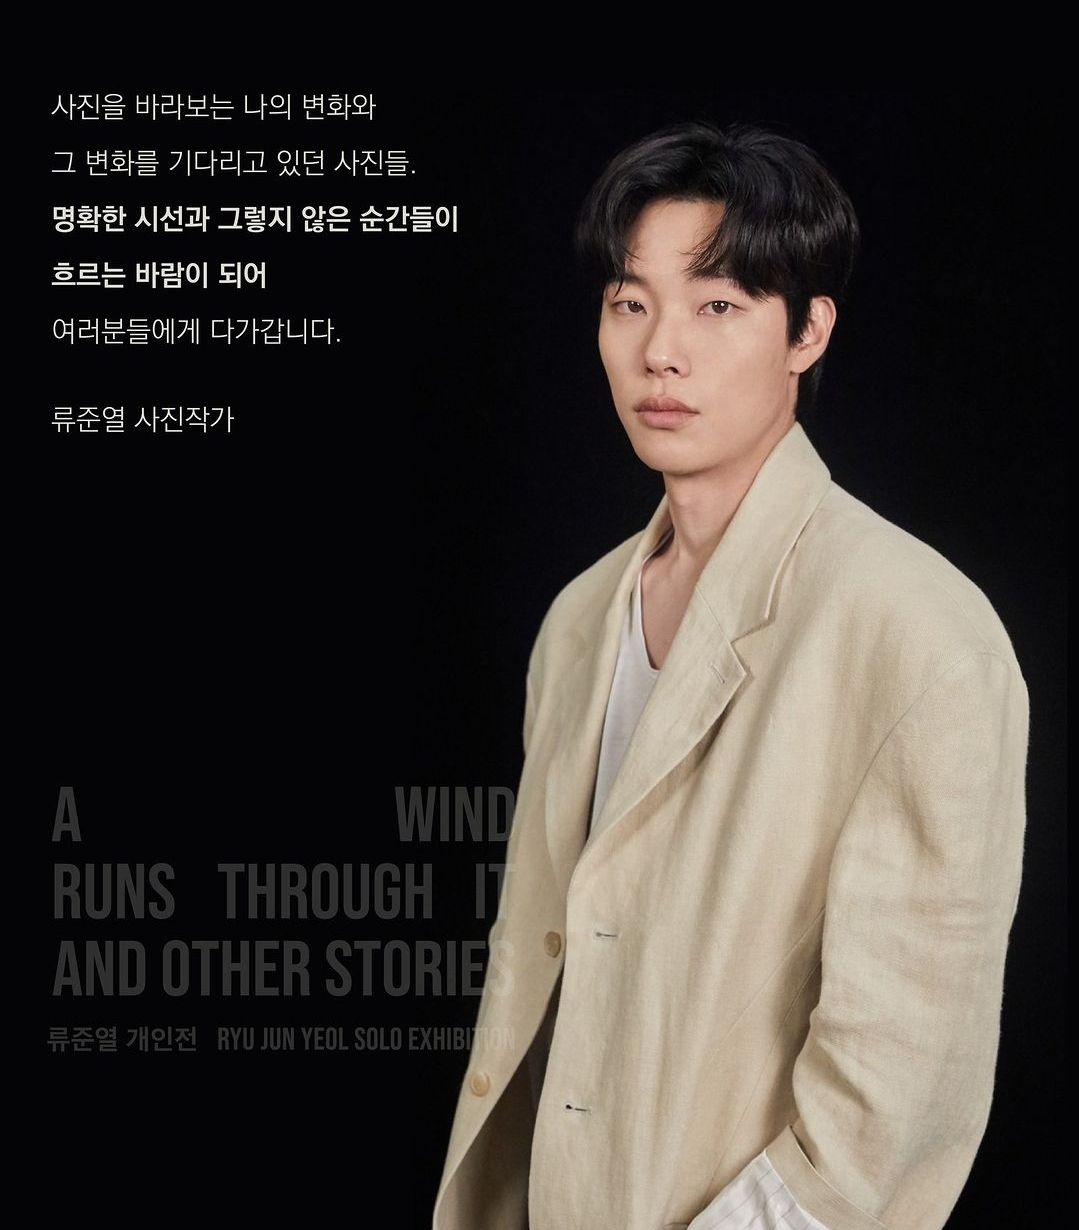 사진을 바라보는 나의 변화와
그 변화를 기다리고 있던 사진들.
명확한 시선과 그렇지 않은 순간들이
흐르는 바람이 되어
여러분들에게 다가갑니다.
류준열 사진작가
A WIND
RUNS THROUGH IT
AND OTHER STORIES
류준열 개인전 RYU JUN YEOL SOLO EXHIBITION